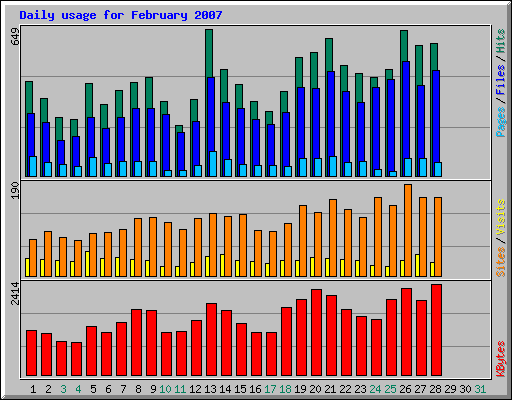 Daily usage for February 2007
649
Pages / Files / Hits
190
Sites / Visits
2414
KBytes
1 2 3 4 5 6 7 8 9 10 11 12 13 14 15 16 17 18 19 20 21 22 23 24 25 26 27 28 29 30 31